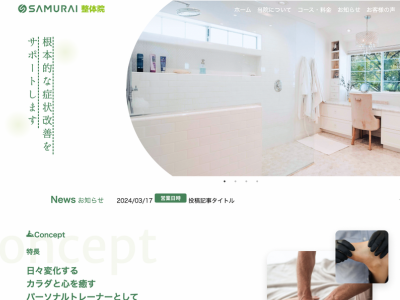 SAMURAI 整体院
ホーム 当院について コース・料金 お知らせ お客様の声
根本的な症状改善を
サポートします
News お知らせ
2024/03/17 営業日時 投稿記事タイトル
Concept
oncept
特長
日々変化する
カラダと心を癒す
パーソナルトレーナーとして